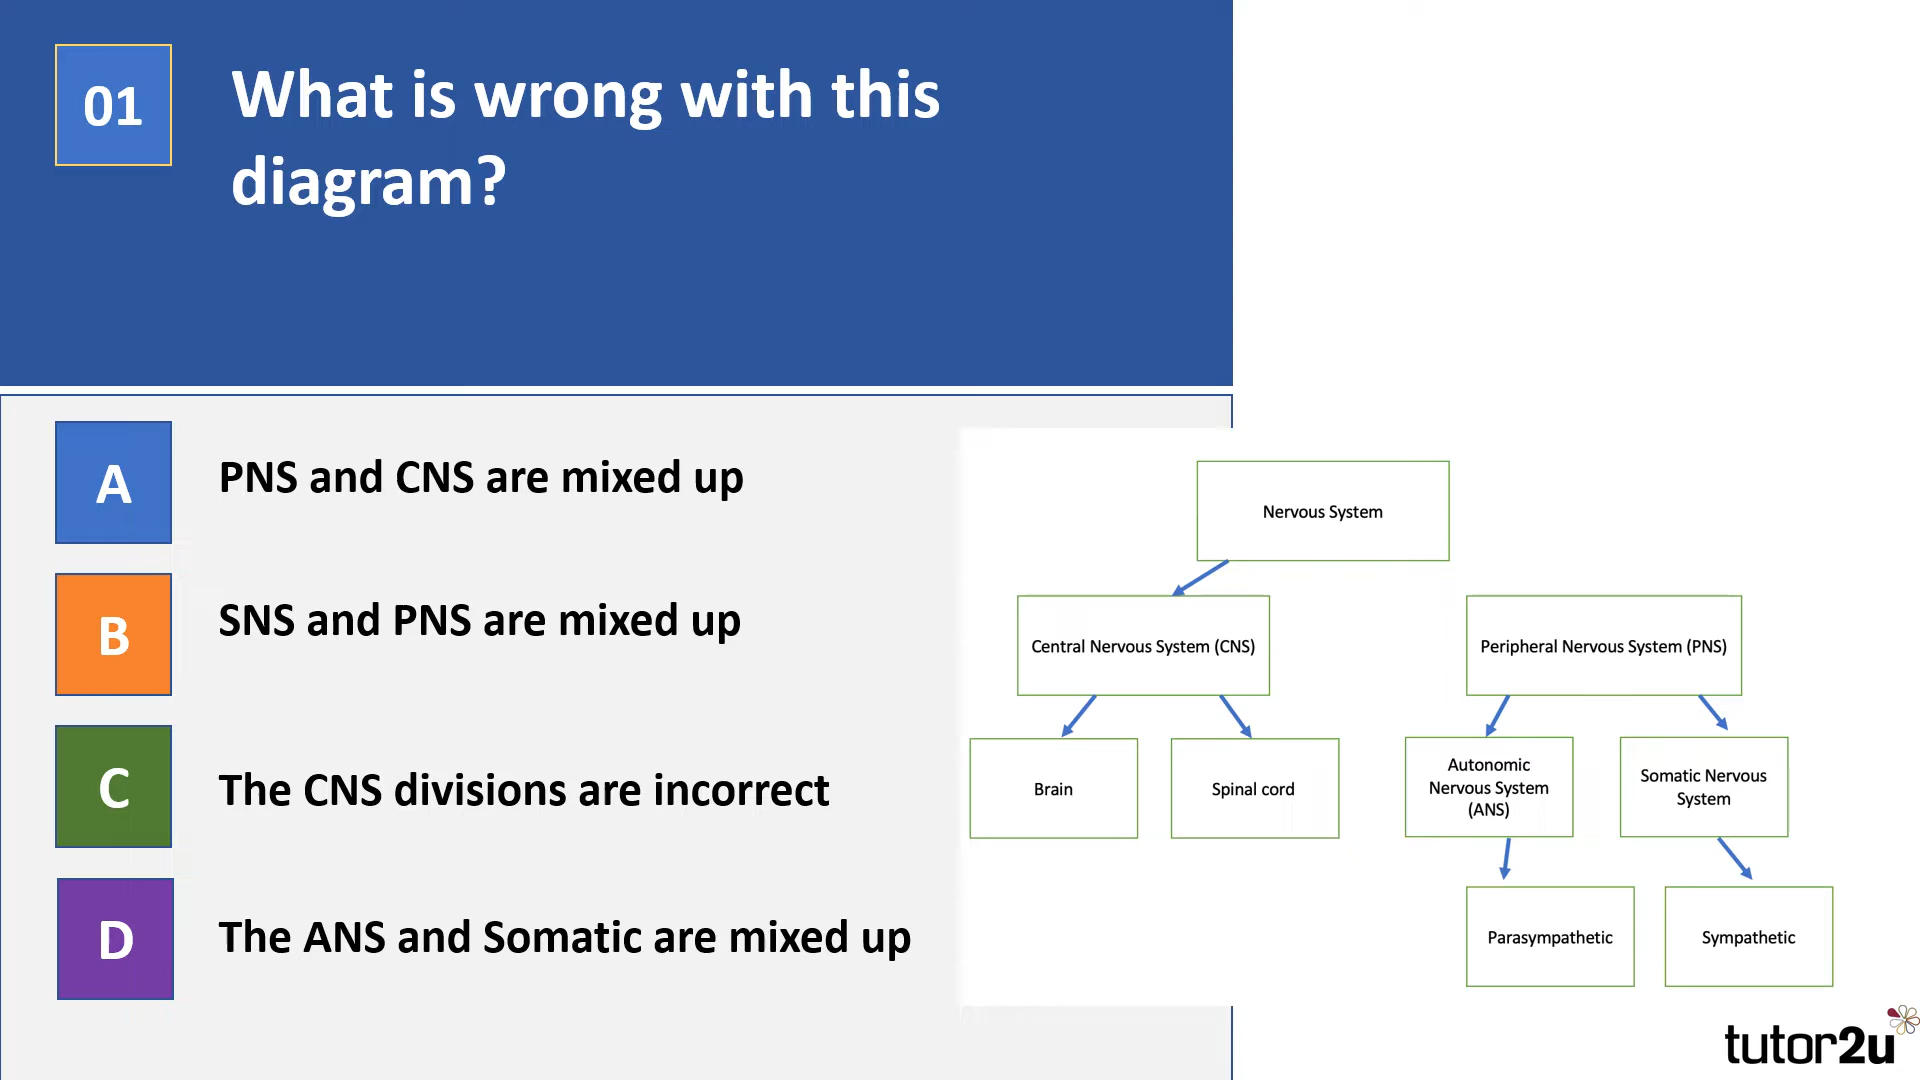 01
What is wrong with this
diagram?
A
PNS and CNS are mixed up
B
SNS and PNS are mixed up
C
The CNS divisions are incorrect
D
The ANS and Somatic are mixed up
Nervous System
Central Nervous System (CNS)
Peripheral Nervous System (PNS)
Brain
Spinal cord
Autonomic
Nervous System
(ANS)
Somatic Nervous
System
Parasympathetic
Sympathetic
tutor2u